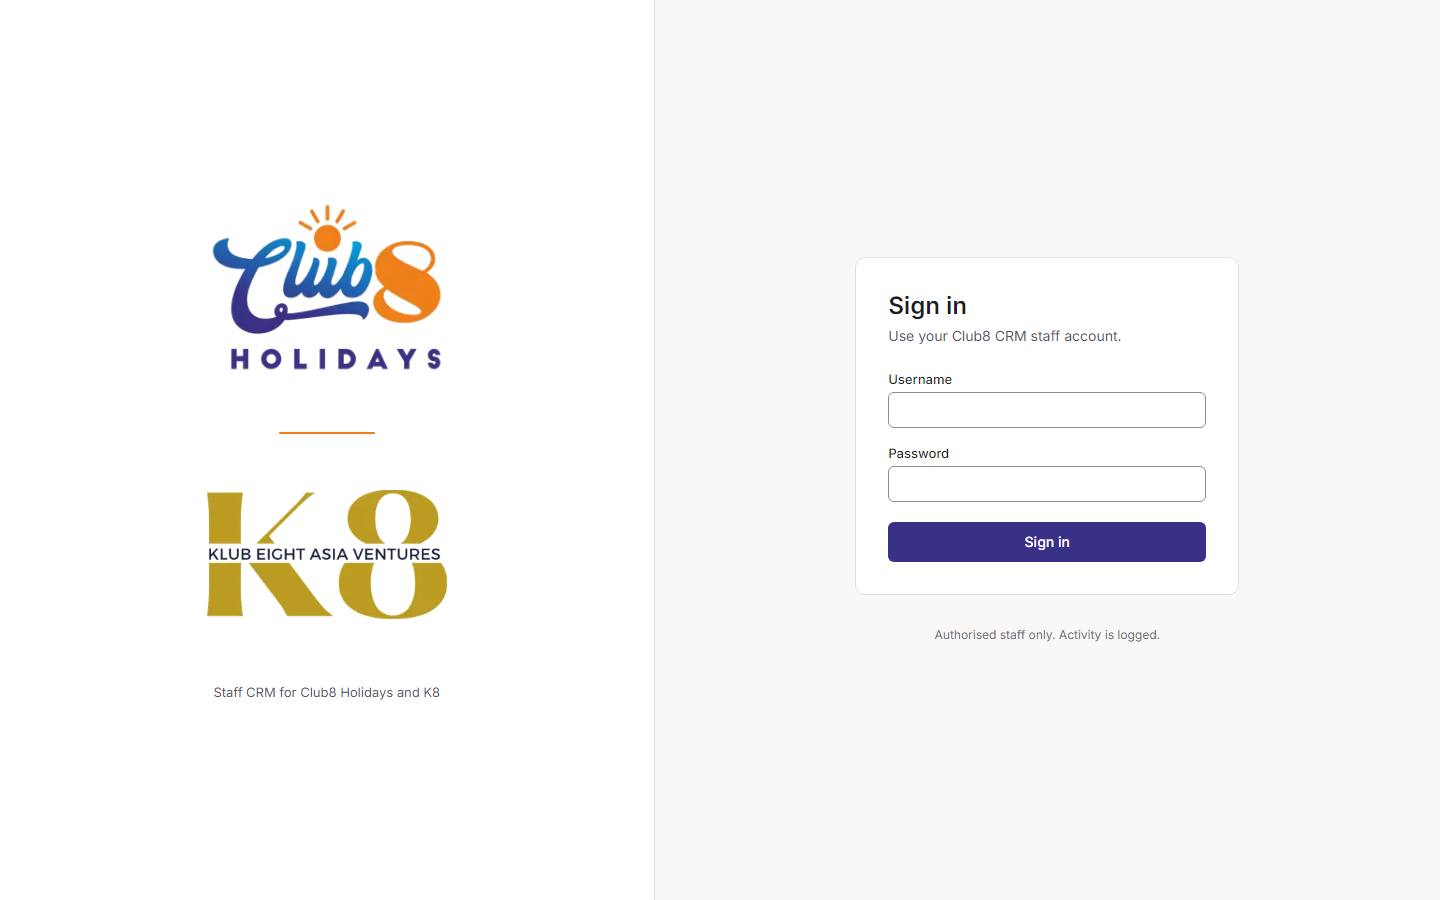 Club8
HOLIDAYS
K8
KLUB EIGHT ASIA VENTURES
Staff CRM for Club8 Holidays and K8
Sign in
Use your Club8 CRM staff account.
Username
Password
Sign in
Authorised staff only. Activity is logged.